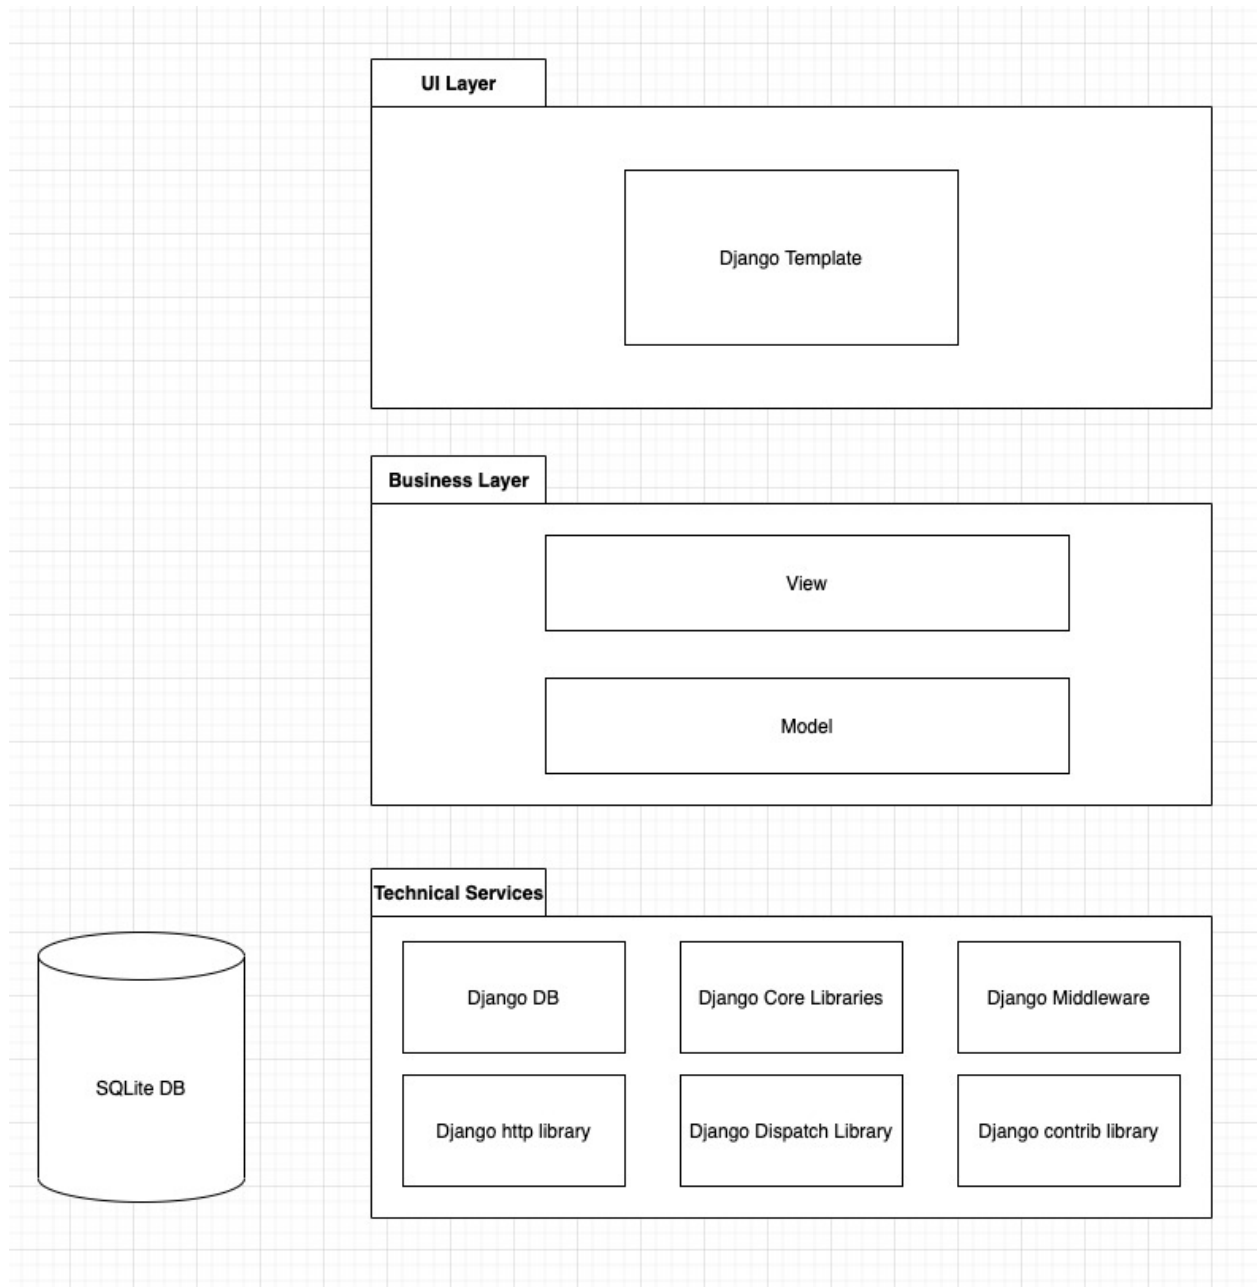 UI Layer
Django Template
Business Layer
View
Model
Technical Services
Django DB
Django Core Libraries
Django Middleware
SQLite DB
Django http library
Django Dispatch Library
Django contrib library